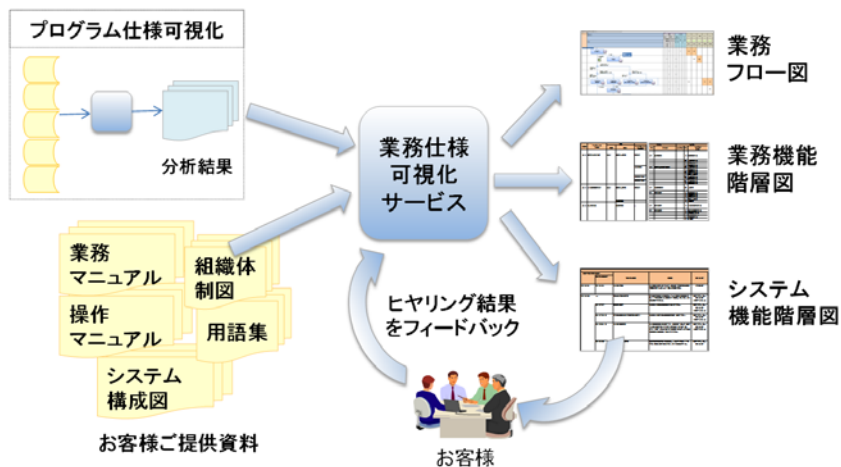 プログラム仕様可視化
分析結果
業務
マニュアル
組織体
制図
操作
マニュアル
用語集
システム
構成図
お客様ご提供資料
業務仕様
可視化
サービス
ヒヤリング結果
をフィードバック
お客様
業務
フロー図
業務機能
階層図
システム
機能階層図